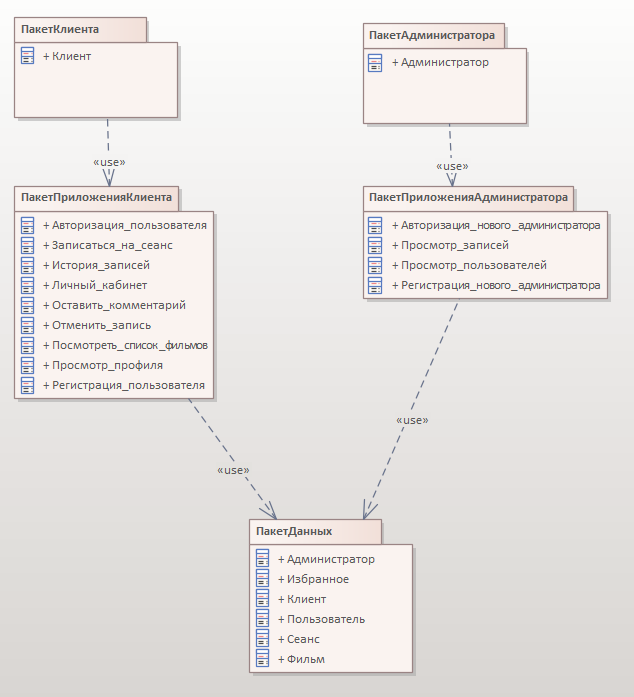 ПакетКлиента
+ Клиент
ПакетАдминистратора
+ Администратор
«use»
«use»
ПакетПриложенияКлиента
+ Авторизация_пользователя
+ Записаться_на_сеанс
+ История_записей
+ Личный_кабинет
+ Оставить_комментарий
+ Отменить_запись
+ Посмотреть_список_фильмов
+ Просмотр_профиля
+ Регистрация_пользователя
ПакетПриложенияАдминистратора
+ Авторизация_нового_администратора
+ Просмотр_записей
+ Просмотр_пользователей
+ Регистрация_нового_администратора
«use»
«use»
ПакетДанных
+ Администратор
+ Избранное
+ Клиент
+ Пользователь
+ Сеанс
+ Фильм